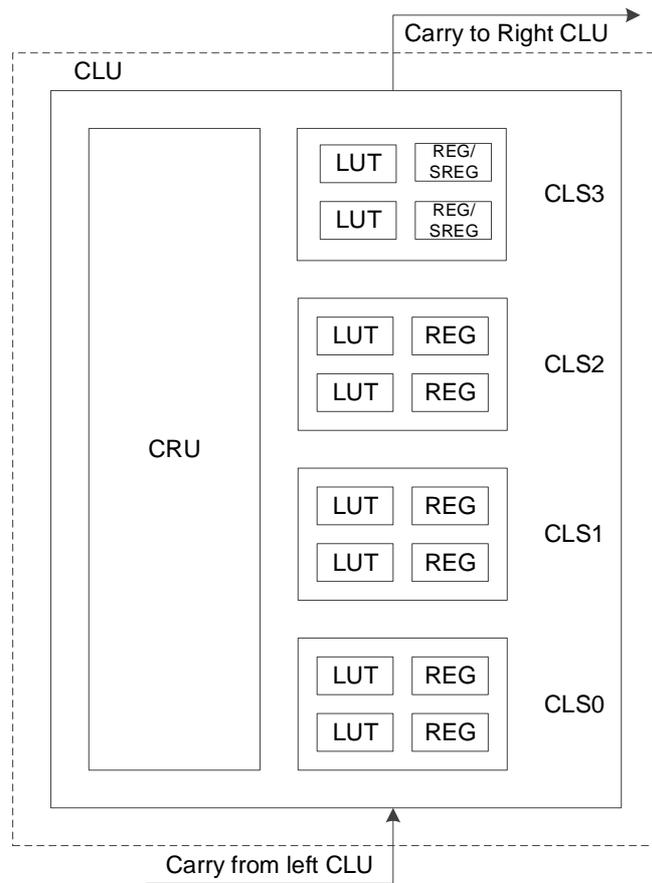 Carry to Right CLU
CLU
LUT
REG/
SREG
LUT
REG/
SREG
CLS3
LUT
REG
LUT
REG
CLS2
CRU
LUT
REG
LUT
REG
CLS1
LUT
REG
LUT
REG
CLS0
Carry from left CLU